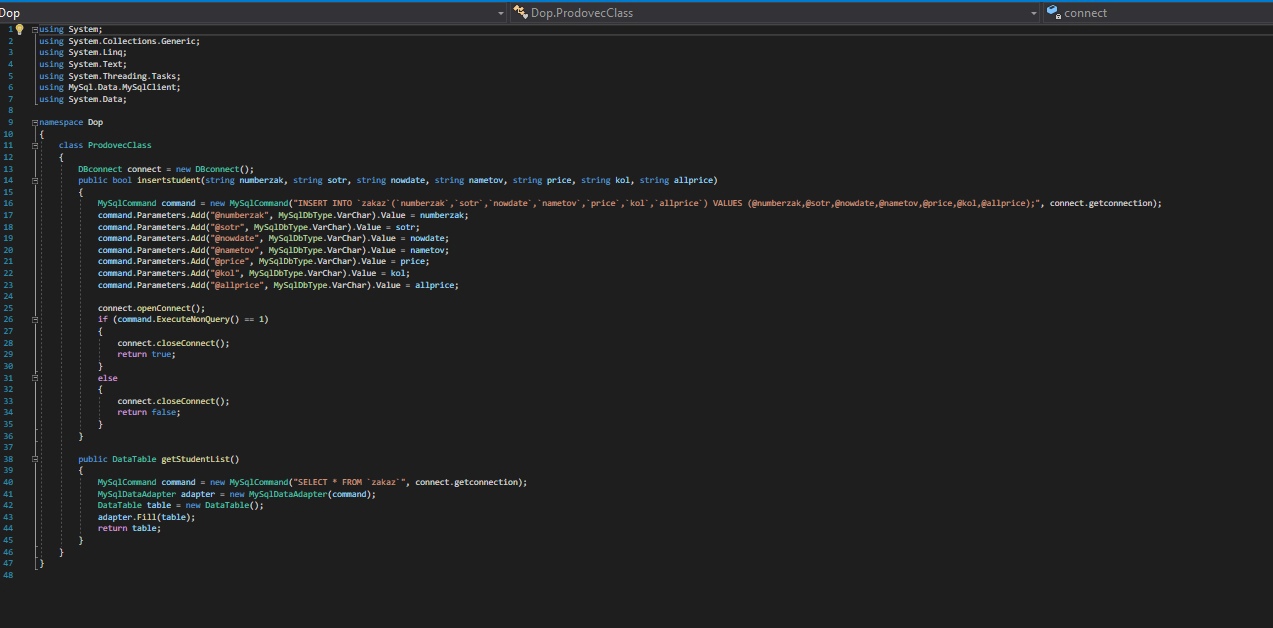 Dop
Dop.ProdovecClass
connect
1 using System;
2 using System.Collections.Generic;
3 using System.Linq;
4 using System.Text;
5 using System.Threading.Tasks;
6 using MySql.Data.MySqlClient;
7 using System.Data;
8
9 namespace Dop
10 {
11 class ProdovecClass
12 {
13 DBconnect connect = new DBconnect();
14 public bool insertstudent(string numberzak, string sotr, string nowdate, string nametov, string price, string kol, string allprice)
15 {
16 MySqlCommand command = new MySqlCommand("INSERT INTO `zakaz`(`numberzak`,`sotr`,`nowdate`,`nametov`,`price`,`kol`,`allprice`) VALUES (@numberzak,@sotr,@nowdate,@nametov,@price,@kol,@allprice);", connect.getconnection);
17 command.Parameters.Add("@numberzak", MySqlDbType.VarChar).Value = numberzak;
18 command.Parameters.Add("@sotr", MySqlDbType.VarChar).Value = sotr;
19 command.Parameters.Add("@nowdate", MySqlDbType.VarChar).Value = nowdate;
20 command.Parameters.Add("@nametov", MySqlDbType.VarChar).Value = nametov;
21 command.Parameters.Add("@price", MySqlDbType.VarChar).Value = price;
22 command.Parameters.Add("@kol", MySqlDbType.VarChar).Value = kol;
23 command.Parameters.Add("@allprice", MySqlDbType.VarChar).Value = allprice;
24
25 connect.openConnect();
26 if (command.ExecuteNonQuery() == 1)
27 {
28 connect.closeConnect();
29 return true;
30 }
31 else
32 {
33 connect.closeConnect();
34 return false;
35 }
36 }
37
38 public DataTable getStudentList()
39 {
40 MySqlCommand command = new MySqlCommand("SELECT * FROM `zakaz`", connect.getconnection);
41 MySqlDataAdapter adapter = new MySqlDataAdapter(command);
42 DataTable table = new DataTable();
43 adapter.Fill(table);
44 return table;
45 }
46 }
47 }
48